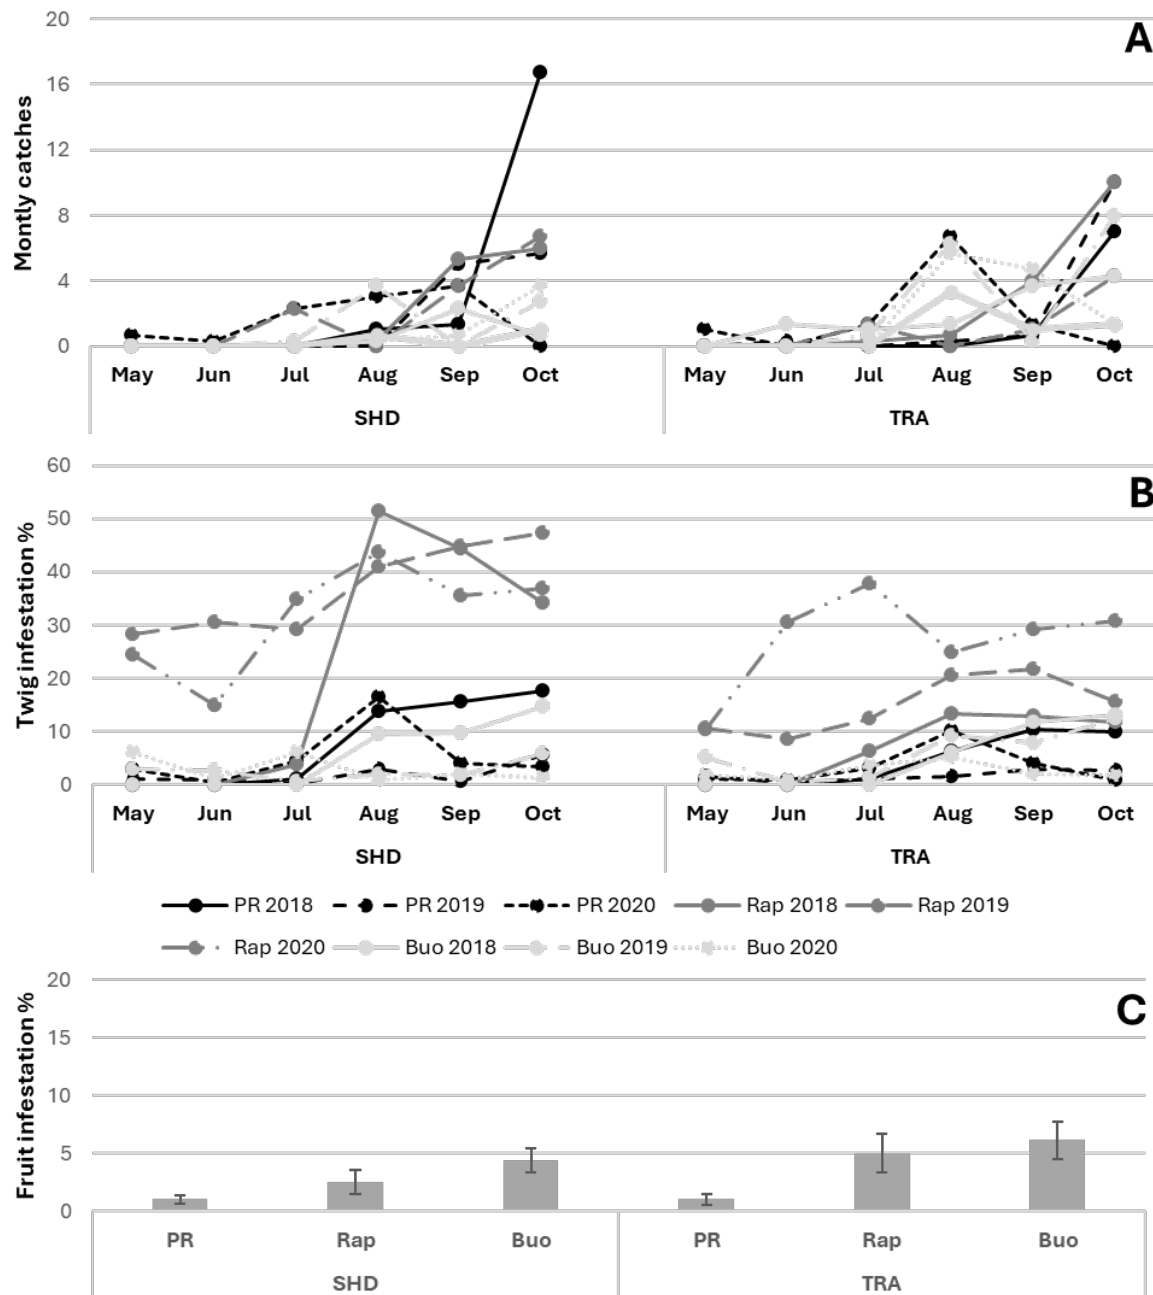 20
A
16
12
8
4
0
Montly catches
May Jun Jul Aug Sep Oct May Jun Jul Aug Sep Oct
SHD TRA
60
B
50
40
30
20
10
0
Twig infestation %
May Jun Jul Aug Sep Oct May Jun Jul Aug Sep Oct
SHD TRA
PR 2018 PR 2019 PR 2020 Rap 2018 Rap 2019
Rap 2020 Buo 2018 Buo 2019 Buo 2020
20
C
15
10
5
0
Fruit infestation %
PR Rap Buo PR Rap Buo
SHD TRA